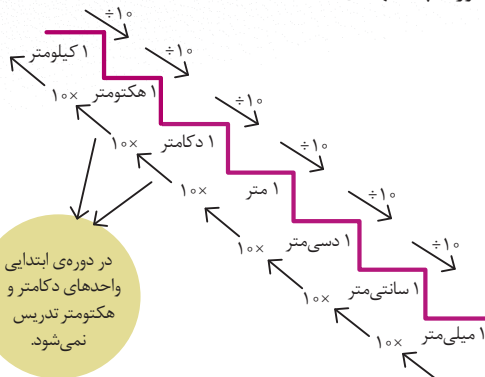 ÷۱۰
۱ کیلومتر
÷۱۰
۱۰×
۱ هکتومتر
÷۱۰
۱۰×
۱ دکامتر
÷۱۰
۱۰×
۱ متر
÷۱۰
۱۰×
۱ دسی‌متر
÷۱۰
۱۰×
۱ سانتی‌متر
۱۰×
۱ میلی‌متر
در دوره‌ی ابتدایی
واحدهای دکامتر و
هکتومتر تدریس
نمی‌شود.